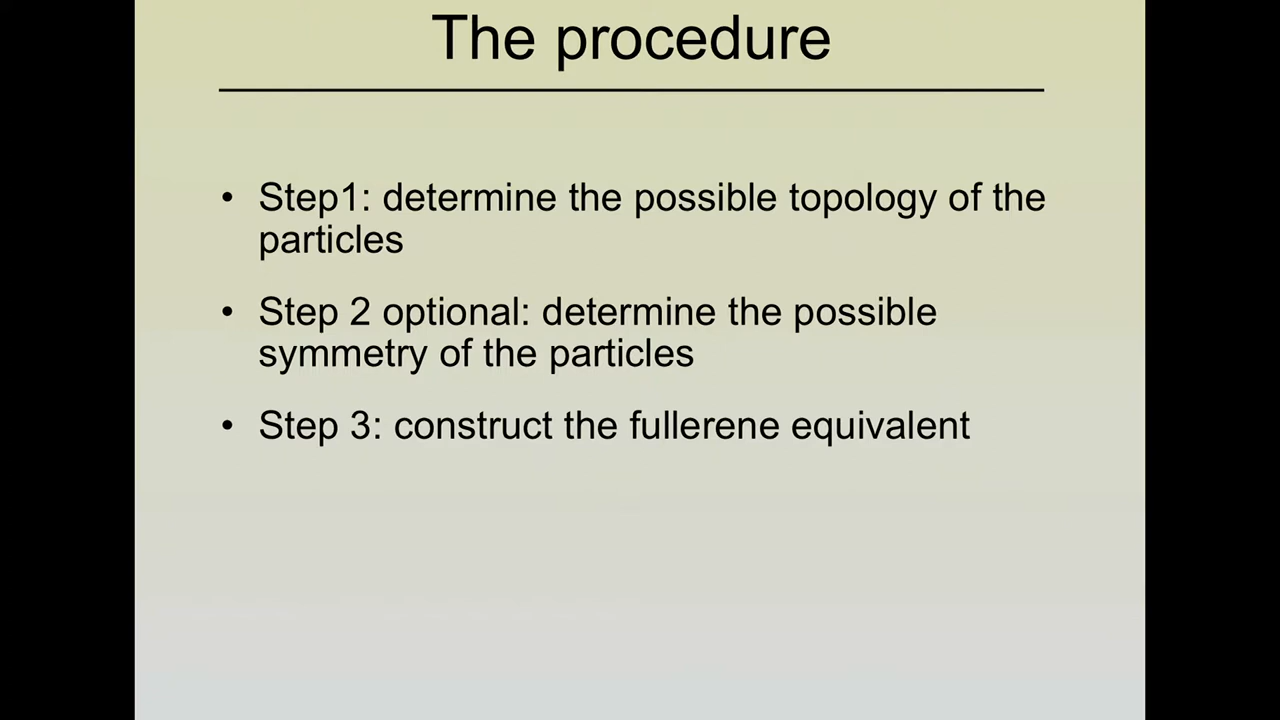 The procedure
• Step1: determine the possible topology of the
particles
• Step 2 optional: determine the possible
symmetry of the particles
• Step 3: construct the fullerene equivalent